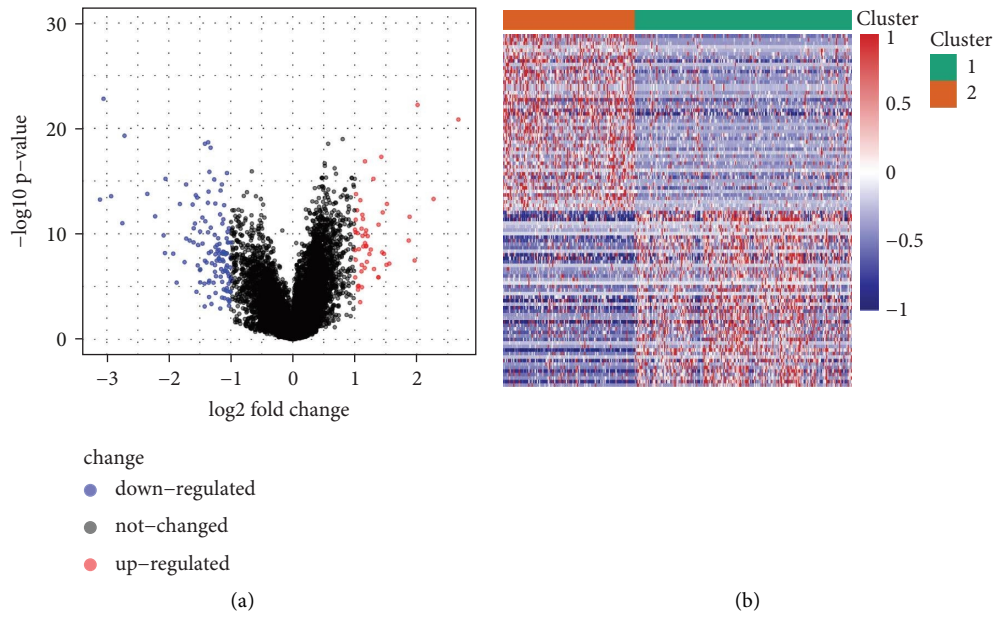 30
20
10
0
−log10 p−value
−3
−2
−1
0
1
2
log2 fold change
change
down−regulated
not−changed
up−regulated
(a)
Cluster
1
0.5
0
−0.5
−1
Cluster
1
2
(b)